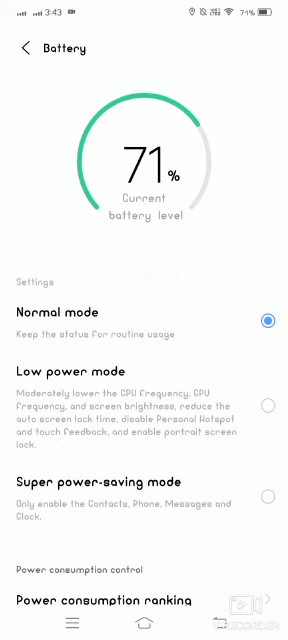 3:43 71%
Battery
71%
Current
battery level
Settings
Normal mode
Keep the status for routine usage
Low power mode
Moderately lower the CPU frequency, GPU
frequency, and screen brightness, reduce the
auto screen lock time, disable Personal Hotspot
and touch feedback, and enable portrait screen
lock.
Super power-saving mode
Only enable the Contacts, Phone, Messages and
Clock.
Power consumption control
Power consumption ranking
RECORDER